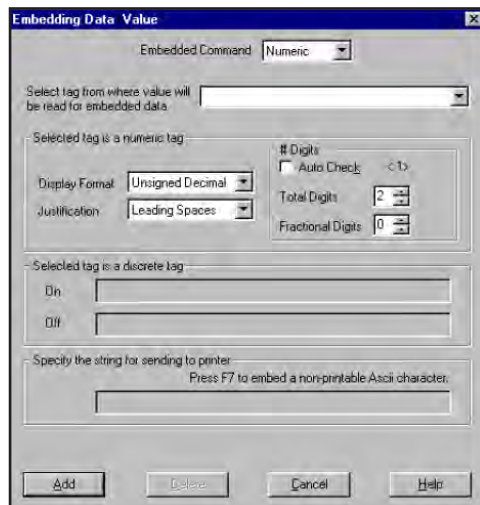 Embedding Data Value
Embedded Command Numeric
Select tag from where value will
be read for embedded data
Selected tag is a numeric tag
# Digits
Auto Check <1>
Display Format Unsigned Decimal
Total Digits 2
Justification Leading Spaces
Fractional Digits 0
Selected tag is a discrete tag
On
Off
Specify the string for sending to printer
Press F7 to embed a non-printable Ascii character.
Add Delete Cancel Help